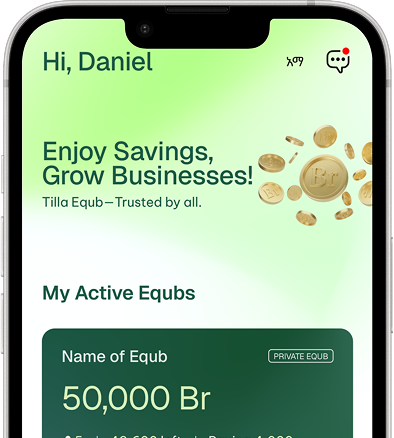 Hi, Daniel
አማ
Enjoy Savings,
Grow Businesses!
Tilla Equb—Trusted by all.
Br
My Active Equbs
Name of Equb
PRIVATE EQUB
50,000 Br